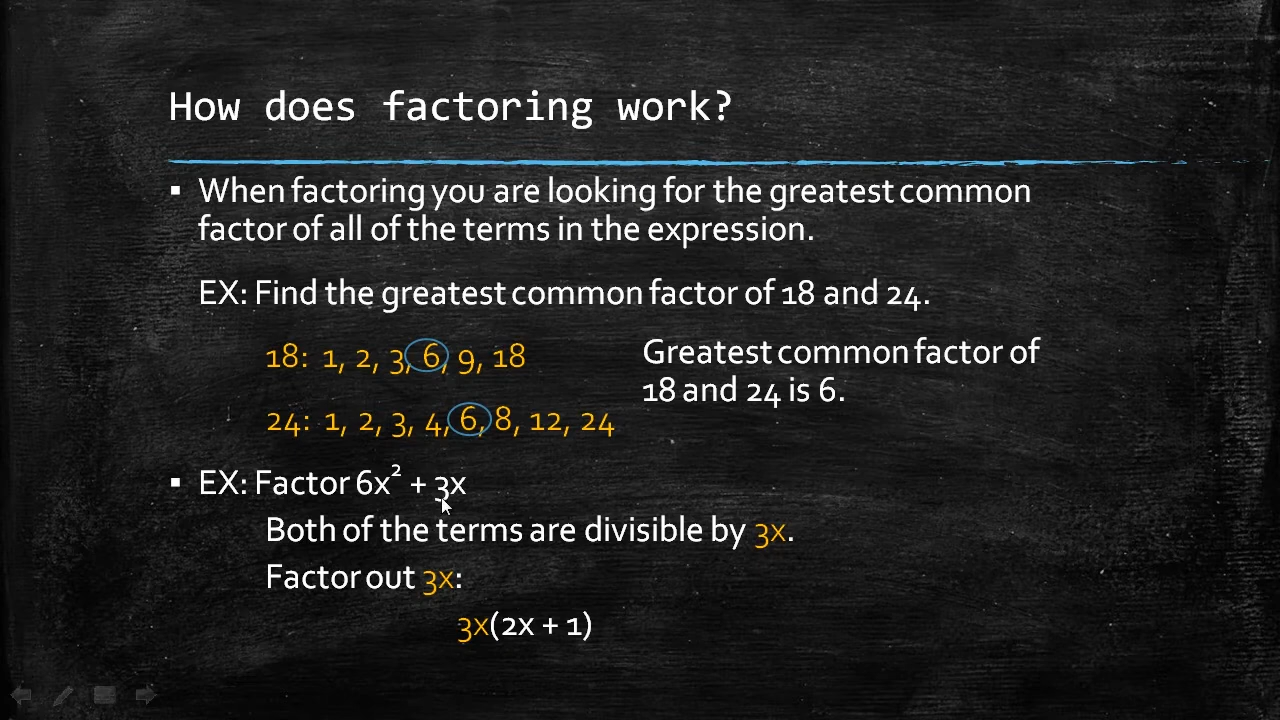 How does factoring work?
▪ When factoring you are looking for the greatest common
factor of all of the terms in the expression.
EX: Find the greatest common factor of 18 and 24.
18: 1, 2, 3, 6, 9, 18
Greatest common factor of
18 and 24 is 6.
24: 1, 2, 3, 4, 6, 8, 12, 24
▪ EX: Factor 6x² + 3x
Both of the terms are divisible by 3x.
Factor out 3x:
3x(2x + 1)